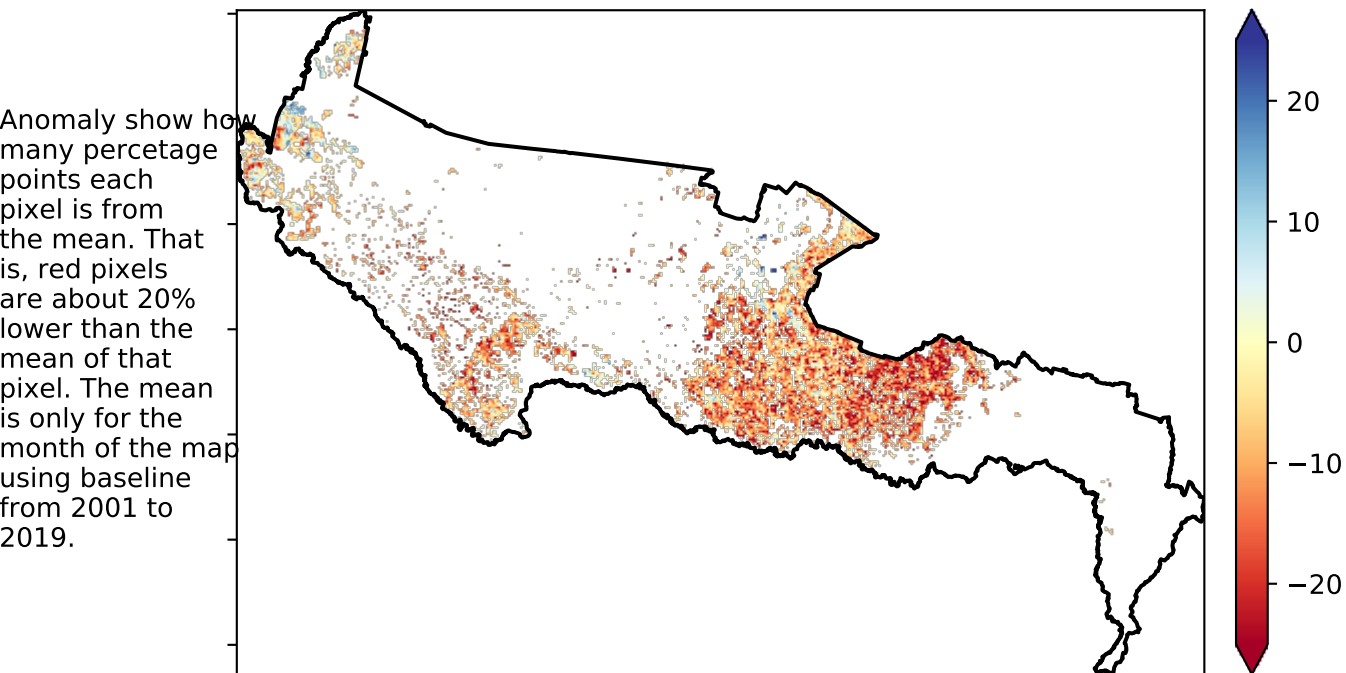 Anomaly show how
many percetage
points each
pixel is from
the mean. That
is, red pixels
are about 20%
lower than the
mean of that
pixel. The mean
is only for the
month of the map
using baseline
from 2001 to
2019.
20
10
0
−10
−20